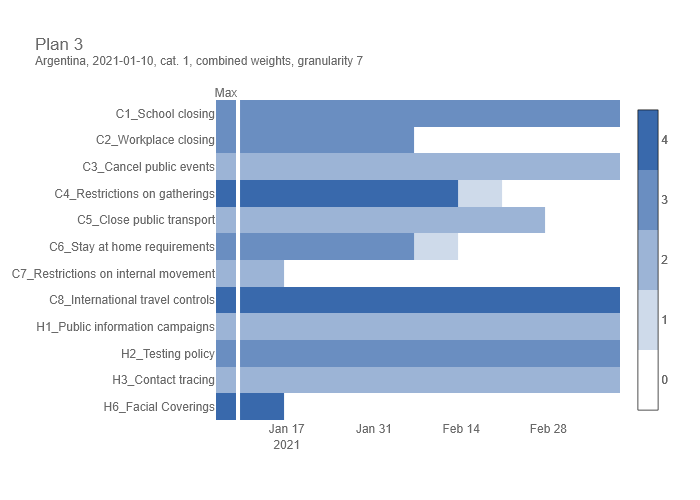 Plan 3
Argentina, 2021-01-10, cat. 1, combined weights, granularity 7
Max
C1_School closing
C2_Workplace closing
C3_Cancel public events
C4_Restrictions on gatherings
C5_Close public transport
C6_Stay at home requirements
C7_Restrictions on internal movement
C8_International travel controls
H1_Public information campaigns
H2_Testing policy
H3_Contact tracing
H6_Facial Coverings
Jan 17 Jan 31 Feb 14 Feb 28
2021
4
3
2
1
0